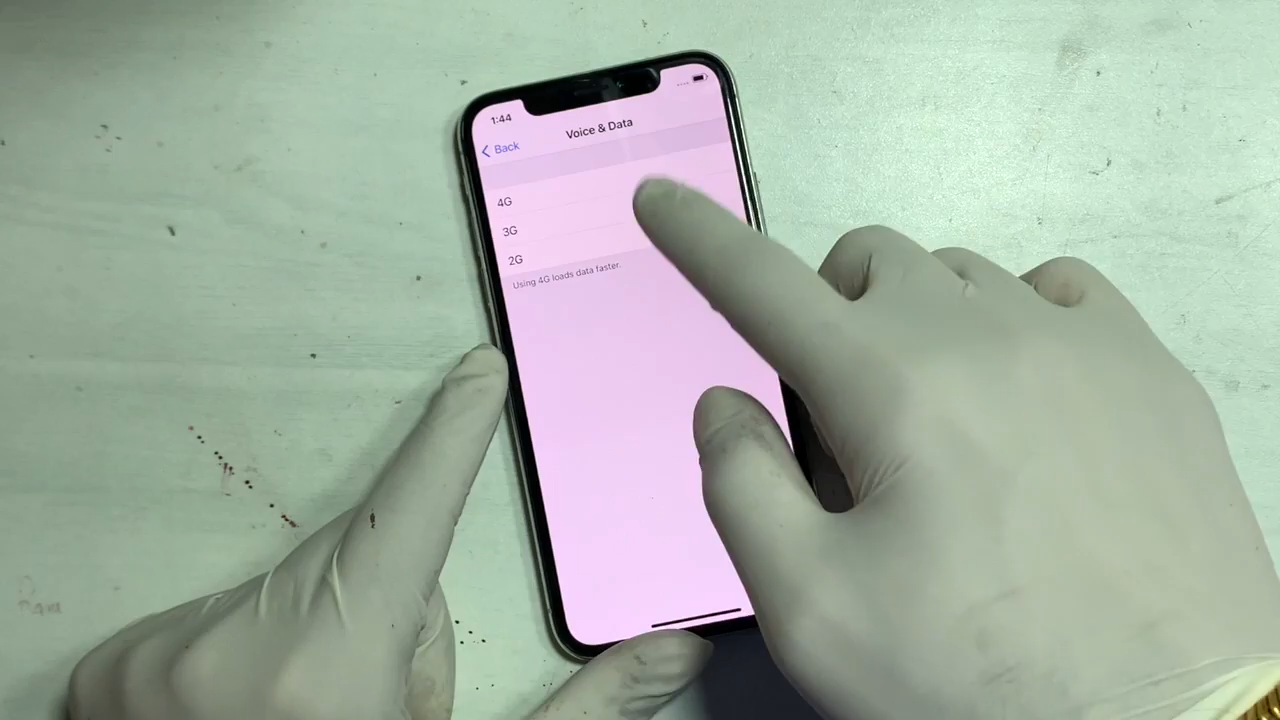 1:44
Voice & Data
Back
4G
3G
2G
Using 4G loads data faster.